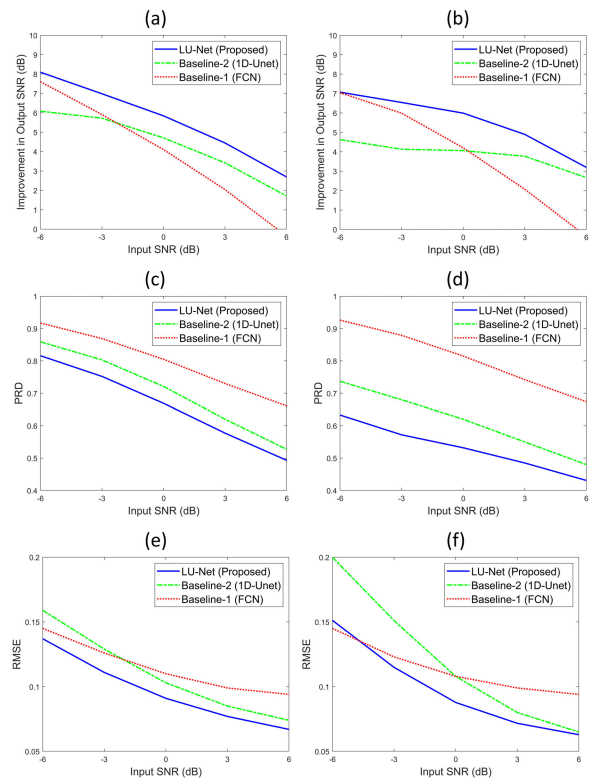 (a)
10
9
8
7
6
5
4
3
2
1
0
-6
-3
0
3
6
Improvement in Output SNR (dB)
Input SNR (dB)
LU-Net (Proposed)
Baseline-2 (1D-Unet)
Baseline-1 (FCN)
(b)
10
9
8
7
6
5
4
3
2
1
0
-6
-3
0
3
6
Improvement in Output SNR (dB)
Input SNR (dB)
LU-Net (Proposed)
Baseline-2 (1D-Unet)
Baseline-1 (FCN)
(c)
1
0.9
0.8
0.7
0.6
0.5
0.4
-6
-3
0
3
6
PRD
Input SNR (dB)
LU-Net (Proposed)
Baseline-2 (1D-Unet)
Baseline-1 (FCN)
(d)
1
0.9
0.8
0.7
0.6
0.5
0.4
-6
-3
0
3
6
PRD
Input SNR (dB)
LU-Net (Proposed)
Baseline-2 (1D-Unet)
Baseline-1 (FCN)
(e)
0.2
0.15
0.1
0.05
-6
-3
0
3
6
RMSE
Input SNR (dB)
LU-Net (Proposed)
Baseline-2 (1D-Unet)
Baseline-1 (FCN)
(f)
0.2
0.15
0.1
0.05
-6
-3
0
3
6
RMSE
Input SNR (dB)
LU-Net (Proposed)
Baseline-2 (1D-Unet)
Baseline-1 (FCN)